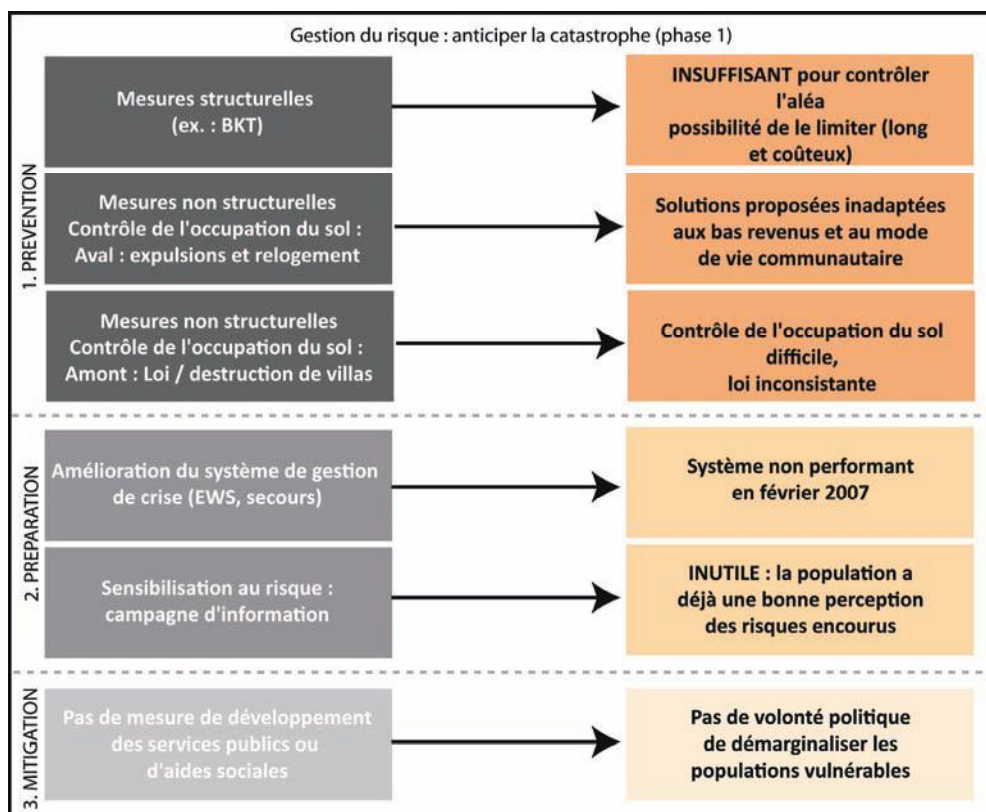 Gestion du risque : anticiper la catastrophe (phase 1)
1. PREVENTION
Mesures structurelles
(ex. : BKT)
INSUFFISANT pour contrôler
l'aléa
possibilité de le limiter (long
et coûteux)
Mesures non structurelles
Contrôle de l'occupation du sol :
Aval : expulsions et relogement
Solutions proposées inadaptées
aux bas revenus et au mode
de vie communautaire
Mesures non structurelles
Contrôle de l'occupation du sol :
Amont : Loi / destruction de villas
Contrôle de l'occupation du sol
difficile,
loi inconsistante
2. PREPARATION
Amélioration du système de gestion
de crise (EWS, secours)
Système non performant
en février 2007
Sensibilisation au risque :
campagne d'information
INUTILE : la population a
déjà une bonne perception
des risques encourus
3. MITIGATION
Pas de mesure de développement
des services publics ou
d'aides sociales
Pas de volonté politique
de démarginaliser les
populations vulnérables